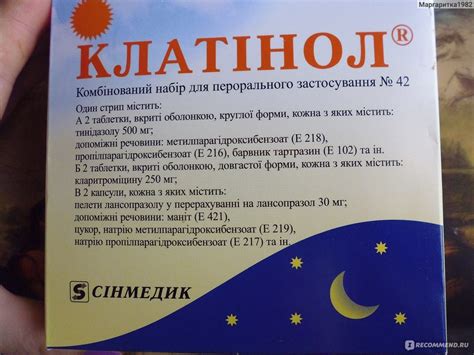 Маргаритка1982
КЛАТІНОЛ®
Комбінований набір для перорального застосування № 42
Один стрип містить:
А 2 таблетки, вкриті оболонкою, круглої форми, кожна з яких містить:
тинідазолу 500 мг;
допоміжні речовини: метилпарагідроксибензоат (Е 218),
пропілпарагідроксибензоат (Е 216), барвник тартразин (Е 102) та ін.
Б 2 таблетки, вкриті оболонкою, довгастої форми, кожна з яких містить:
кларитроміцину 250 мг;
В 2 капсули, кожна з яких містить:
пелети лансопразолу у перерахуванні на лансопразол 30 мг;
допоміжні речовини: маніт (Е 421),
цукор, натрію метилпарагідроксибензоат (Е 219),
натрію пропілпарагідроксибензоат (Е 217) та ін.
S СІНМЕДИК
RECOMMEND.RU